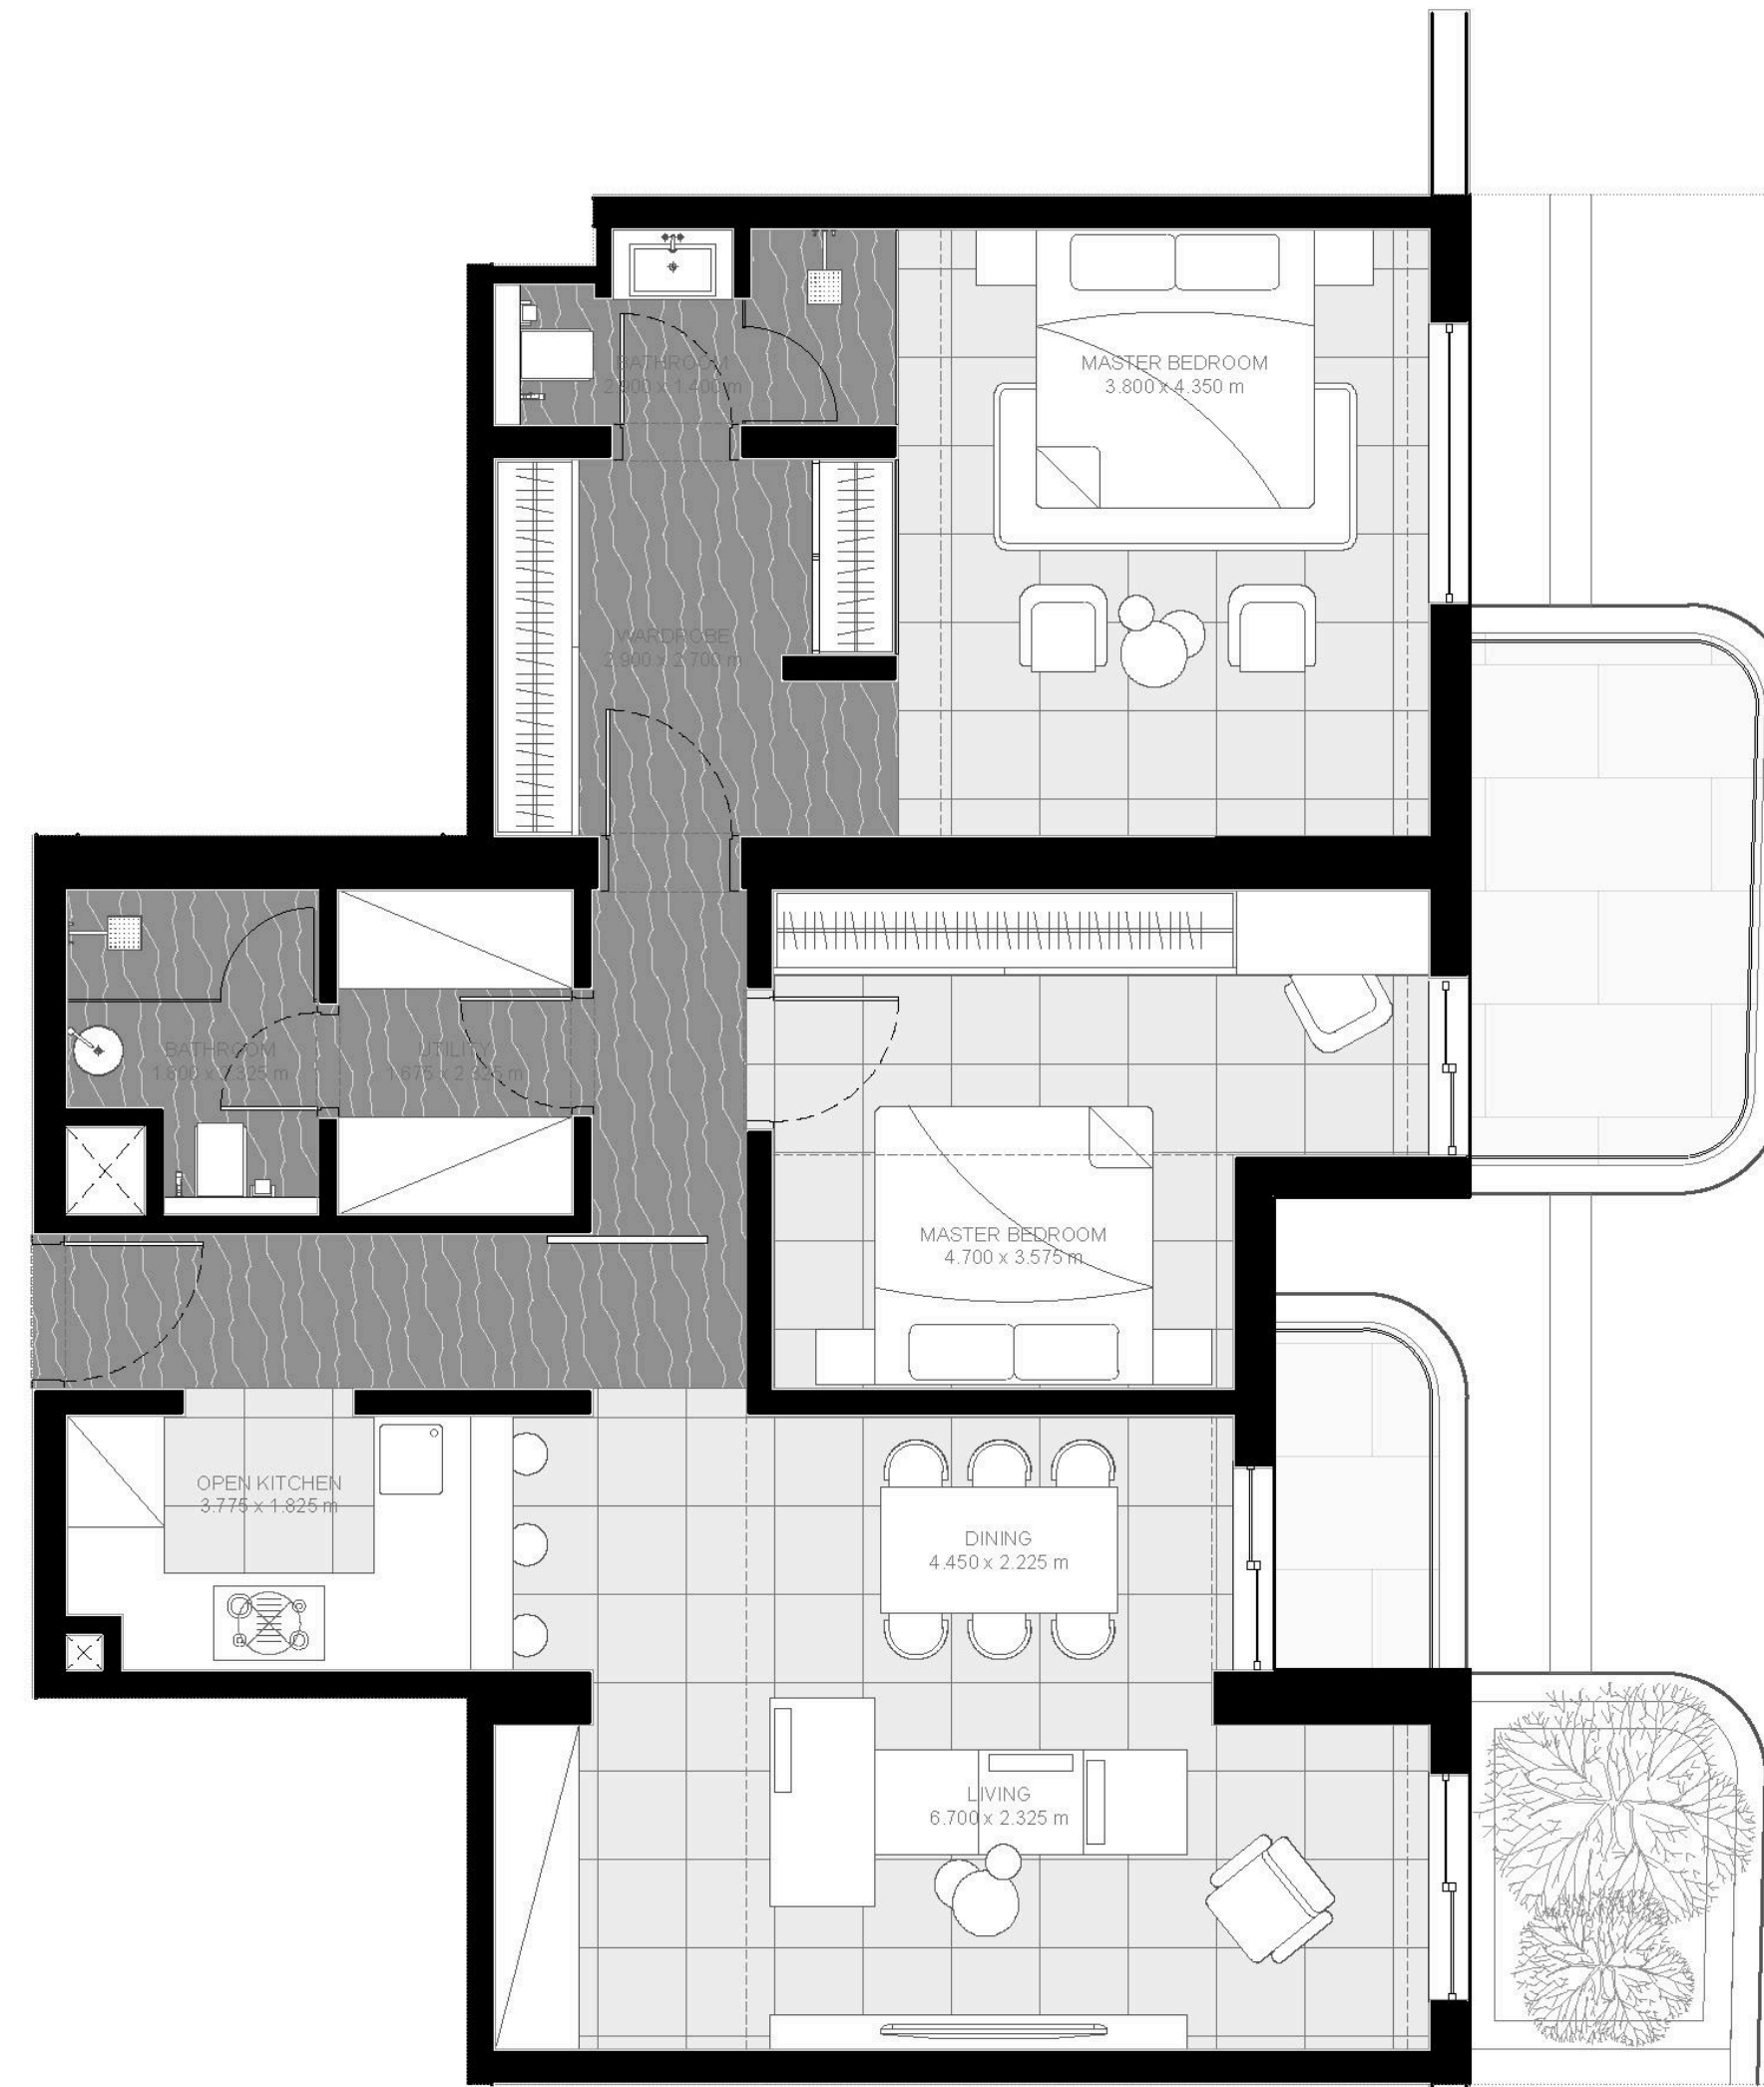 BATHROOM
2.900 x 1.400 m
MASTER BEDROOM
3.800 x 4.350 m
WARDROBE
2.900 x 2.700 m
BATHROOM
1.800 x 2.325 m
UTILITY
1.675 x 2.325 m
MASTER BEDROOM
4.700 x 3.575 m
OPEN KITCHEN
3.775 x 1.825 m
DINING
4.450 x 2.225 m
LIVING
6.700 x 2.325 m